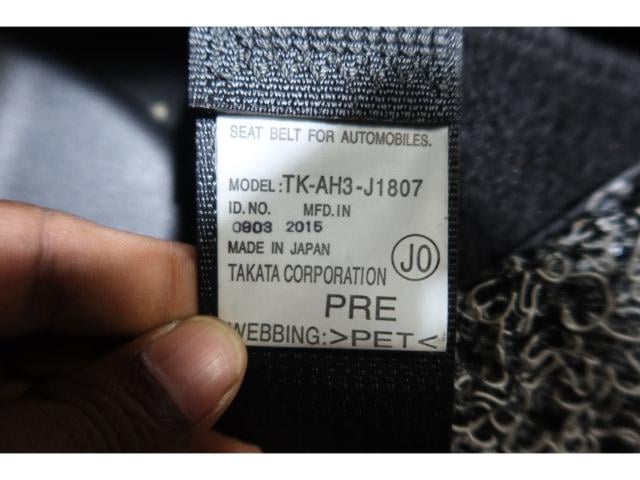 SEAT BELT FOR AUTOMOBILES.
MODEL:TK-AH3-J1807
ID.NO. MFD.IN
0803 2015
MADE IN JAPAN
TAKATA CORPORATION JO
PRE
WEBBING:>PET<